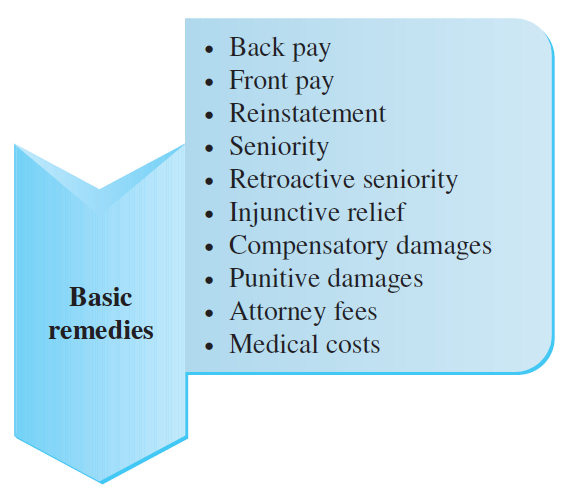 • Back pay
• Front pay
• Reinstatement
• Seniority
• Retroactive seniority
• Injunctive relief
• Compensatory damages
• Punitive damages
• Attorney fees
• Medical costs
Basic
remedies